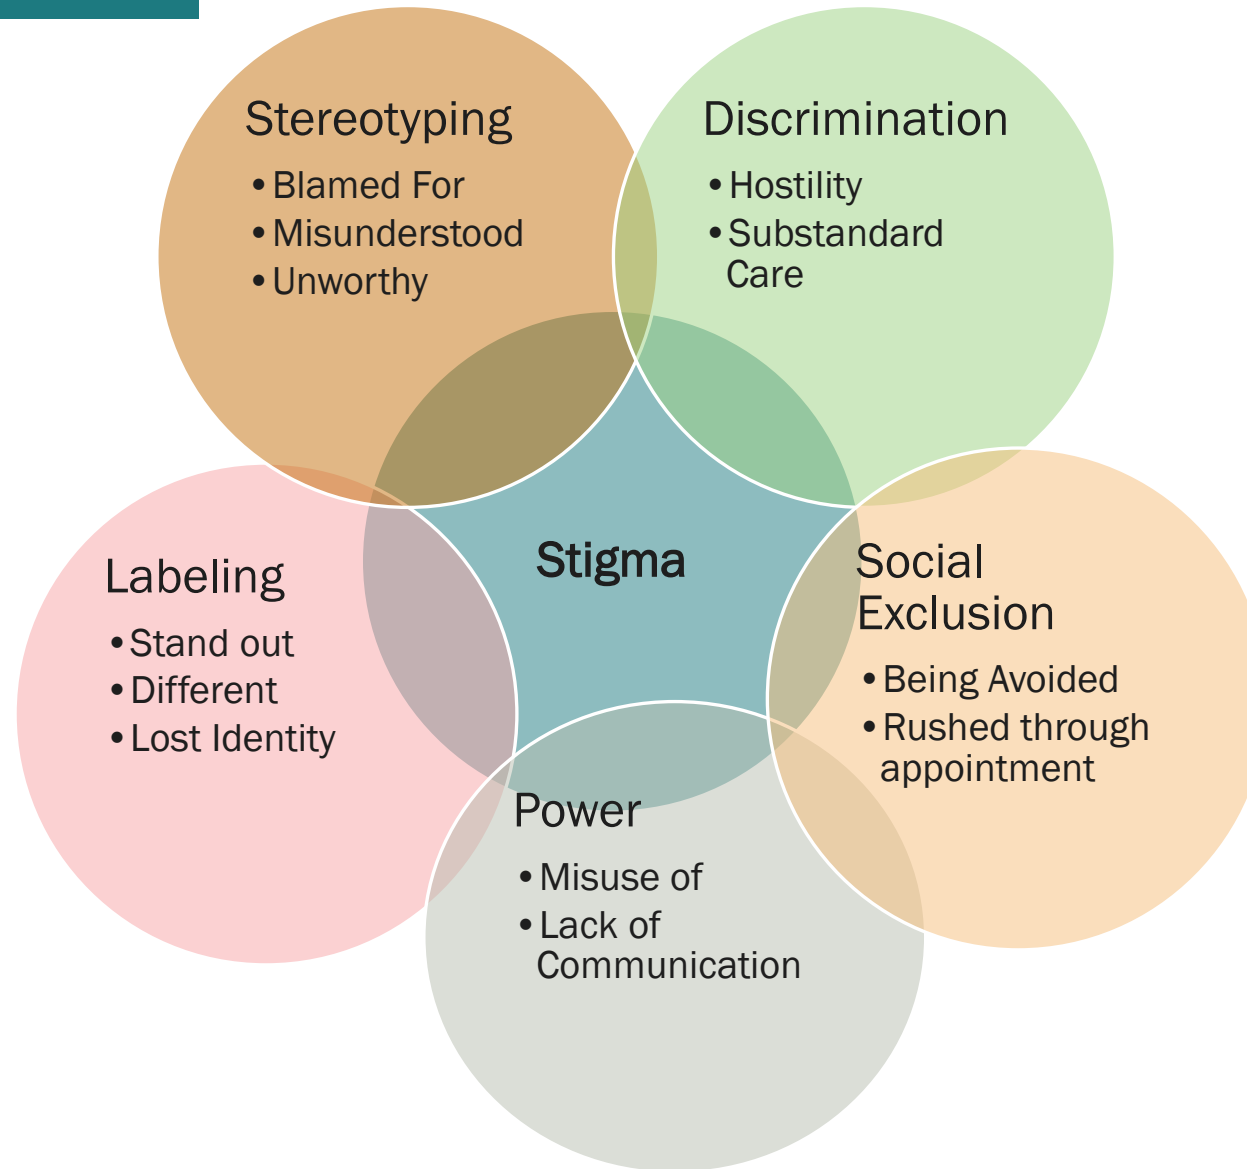 Stereotyping
•Blamed For
•Misunderstood
•Unworthy
Discrimination
•Hostility
•Substandard
Care
Labeling
•Stand out
•Different
•Lost Identity
Stigma
Social
Exclusion
•Being Avoided
•Rushed through
appointment
Power
•Misuse of
•Lack of
Communication